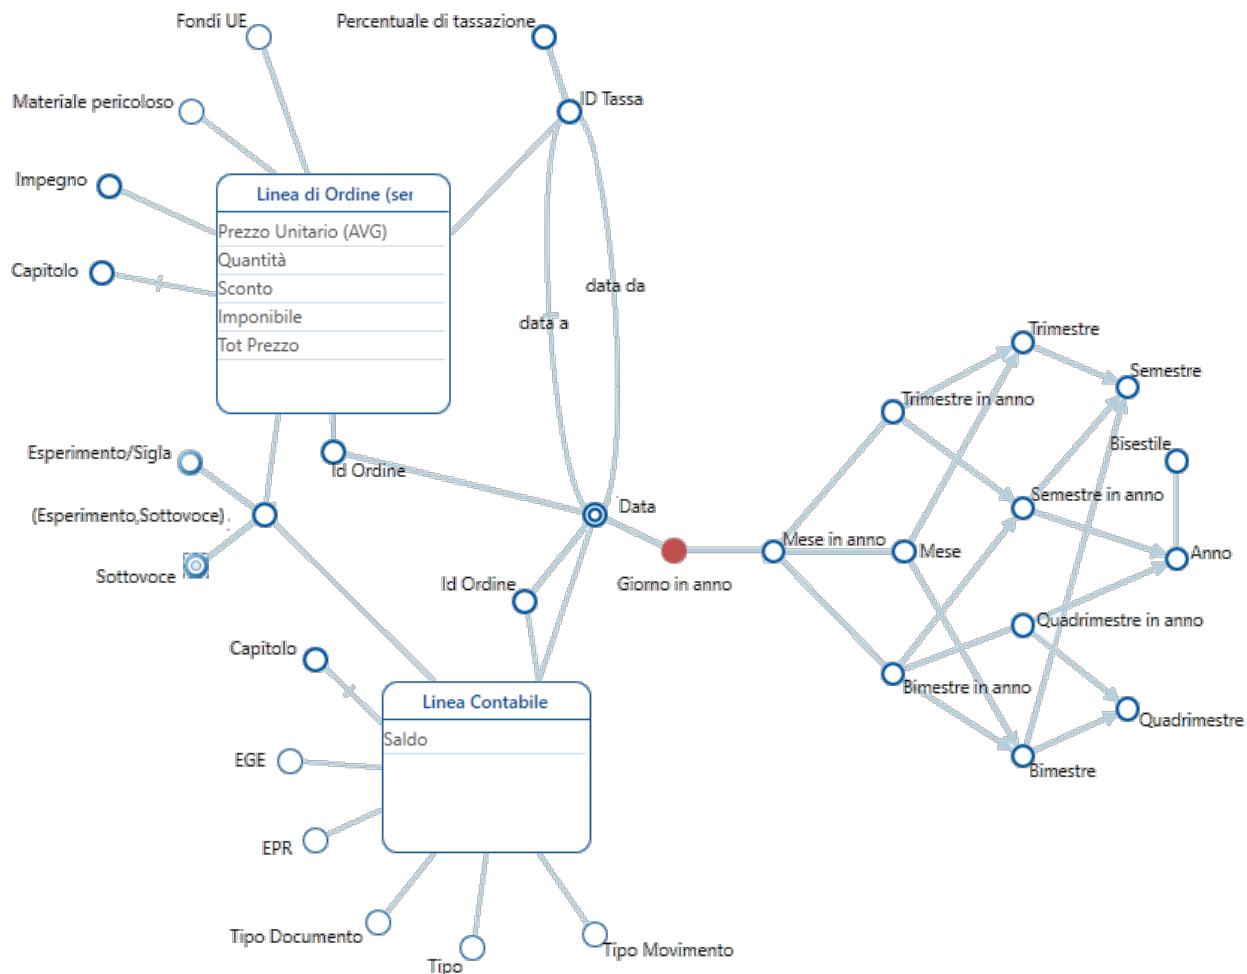 Fondi UE
Percentuale di tassazione
Materiale pericoloso
ID Tassa
Impegno
Linea di Ordine (ser
Prezzo Unitario (AVG)
Capitolo
Quantità
Sconto
data da
Imponibile
data a
Tot Prezzo
Trimestre
Semestre
Trimestre in anno
Bisestile
Esperimento/Sigla
Id Ordine
Semestre in anno
(Esperimento,Sottovoce)
Data
Mese in anno
Mese
Anno
Sottovoce
Id Ordine
Giorno in anno
Quadrimestre in anno
Capitolo
Bimestre in anno
Linea Contabile
Quadrimestre
Saldo
EGE
Bimestre
EPR
Tipo Documento
Tipo Movimento
Tipo